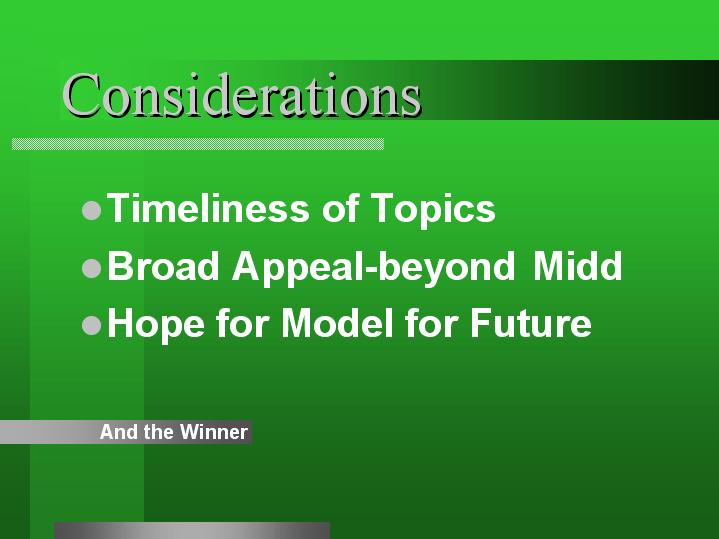 Considerations
Timeliness of Topics
Broad Appeal-beyond Midd
Hope for Model for Future
And the Winner